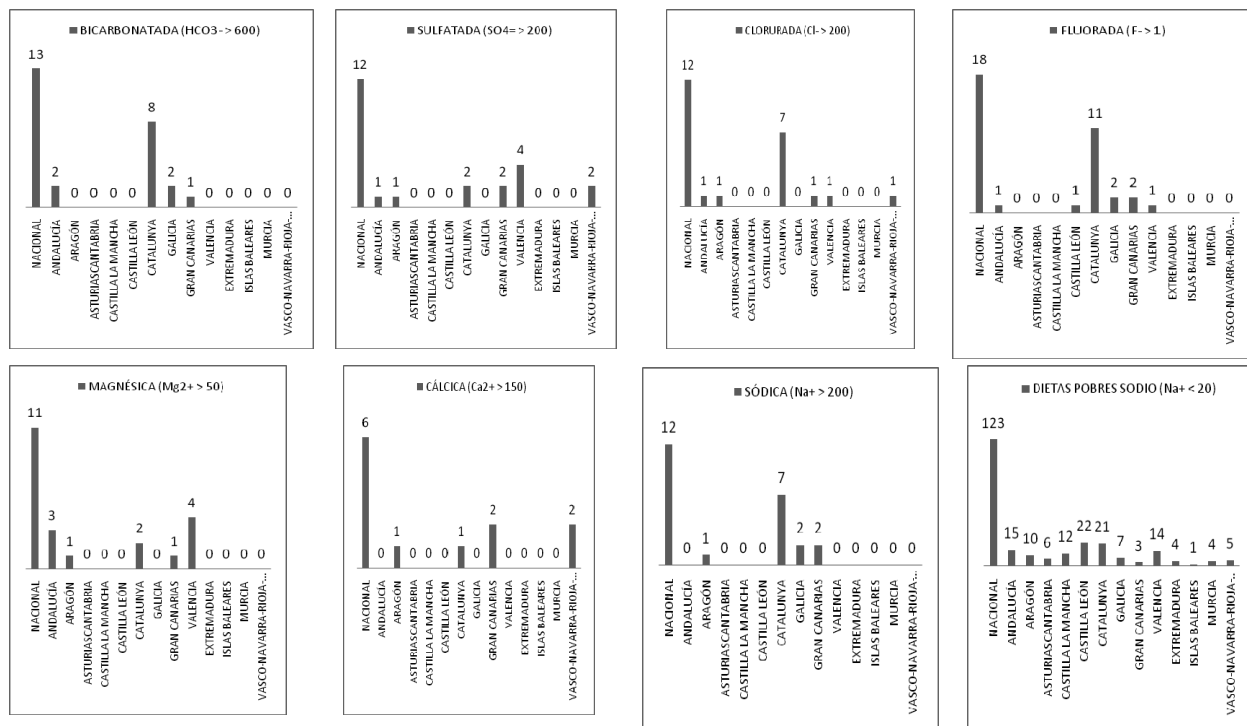 BICARBONATADA (HCO3- > 600)
13
2
0
0
0
0
8
2
1
0
0
0
0
0
NACIONAL
ANDALUCÍA
ARAGÓN
ASTURIASCANTABRIA
CASTILLA LA MANCHA
CASTILLA LEÓN
CATALUNYA
GALICIA
GRAN CANARIAS
VALENCIA
EXTREMADURA
ISLAS BALEARES
MURCIA
VASCO-NAVARRA-RIOJA-...
SULFATADA (SO4= > 200)
12
1
1
0
0
0
2
0
2
4
0
0
0
2
NACIONAL
ANDALUCÍA
ARAGÓN
ASTURIASCANTABRIA
CASTILLA LA MANCHA
CASTILLA LEÓN
CATALUNYA
GALICIA
GRAN CANARIAS
VALENCIA
EXTREMADURA
ISLAS BALEARES
MURCIA
VASCO-NAVARRA-RIOJA-...
CLORURADA (Cl- > 200)
12
1
1
0
0
0
7
0
1
1
0
0
0
1
NACIONAL
ANDALUCÍA
ARAGÓN
ASTURIASCANTABRIA
CASTILLA LA MANCHA
CASTILLA LEÓN
CATALUNYA
GALICIA
GRAN CANARIAS
VALENCIA
EXTREMADURA
ISLAS BALEARES
MURCIA
VASCO-NAVARRA-RIOJA-...
FLUORADA (F- > 1)
18
1
0
0
0
1
11
2
2
1
0
0
0
0
NACIONAL
ANDALUCÍA
ARAGÓN
ASTURIASCANTABRIA
CASTILLA LA MANCHA
CASTILLA LEÓN
CATALUNYA
GALICIA
GRAN CANARIAS
VALENCIA
EXTREMADURA
ISLAS BALEARES
MURCIA
VASCO-NAVARRA-RIOJA-...
MAGNÉSICA (Mg2+ > 50)
11
3
1
0
0
0
2
0
1
4
0
0
0
0
NACIONAL
ANDALUCÍA
ARAGÓN
ASTURIASCANTABRIA
CASTILLA LA MANCHA
CASTILLA LEÓN
CATALUNYA
GALICIA
GRAN CANARIAS
VALENCIA
EXTREMADURA
ISLAS BALEARES
MURCIA
VASCO-NAVARRA-RIOJA-...
CÁLCICA (Ca2+ > 150)
6
0
1
0
0
0
1
0
2
0
0
0
0
2
NACIONAL
ANDALUCÍA
ARAGÓN
ASTURIASCANTABRIA
CASTILLA LA MANCHA
CASTILLA LEÓN
CATALUNYA
GALICIA
GRAN CANARIAS
VALENCIA
EXTREMADURA
ISLAS BALEARES
MURCIA
VASCO-NAVARRA-RIOJA-...
SÓDICA (Na+ > 200)
12
0
1
0
0
0
7
2
2
0
0
0
0
0
NACIONAL
ANDALUCÍA
ARAGÓN
ASTURIASCANTABRIA
CASTILLA LA MANCHA
CASTILLA LEÓN
CATALUNYA
GALICIA
GRAN CANARIAS
VALENCIA
EXTREMADURA
ISLAS BALEARES
MURCIA
VASCO-NAVARRA-RIOJA-...
DIETAS POBRES SODIO (Na+ < 20)
123
15
10
6
12
22
21
7
3
14
4
1
4
5
NACIONAL
ANDALUCÍA
ARAGÓN
ASTURIASCANTABRIA
CASTILLA LA MANCHA
CASTILLA LEÓN
CATALUNYA
GALICIA
GRAN CANARIAS
VALENCIA
EXTREMADURA
ISLAS BALEARES
MURCIA
VASCO-NAVARRA-RIOJA-...